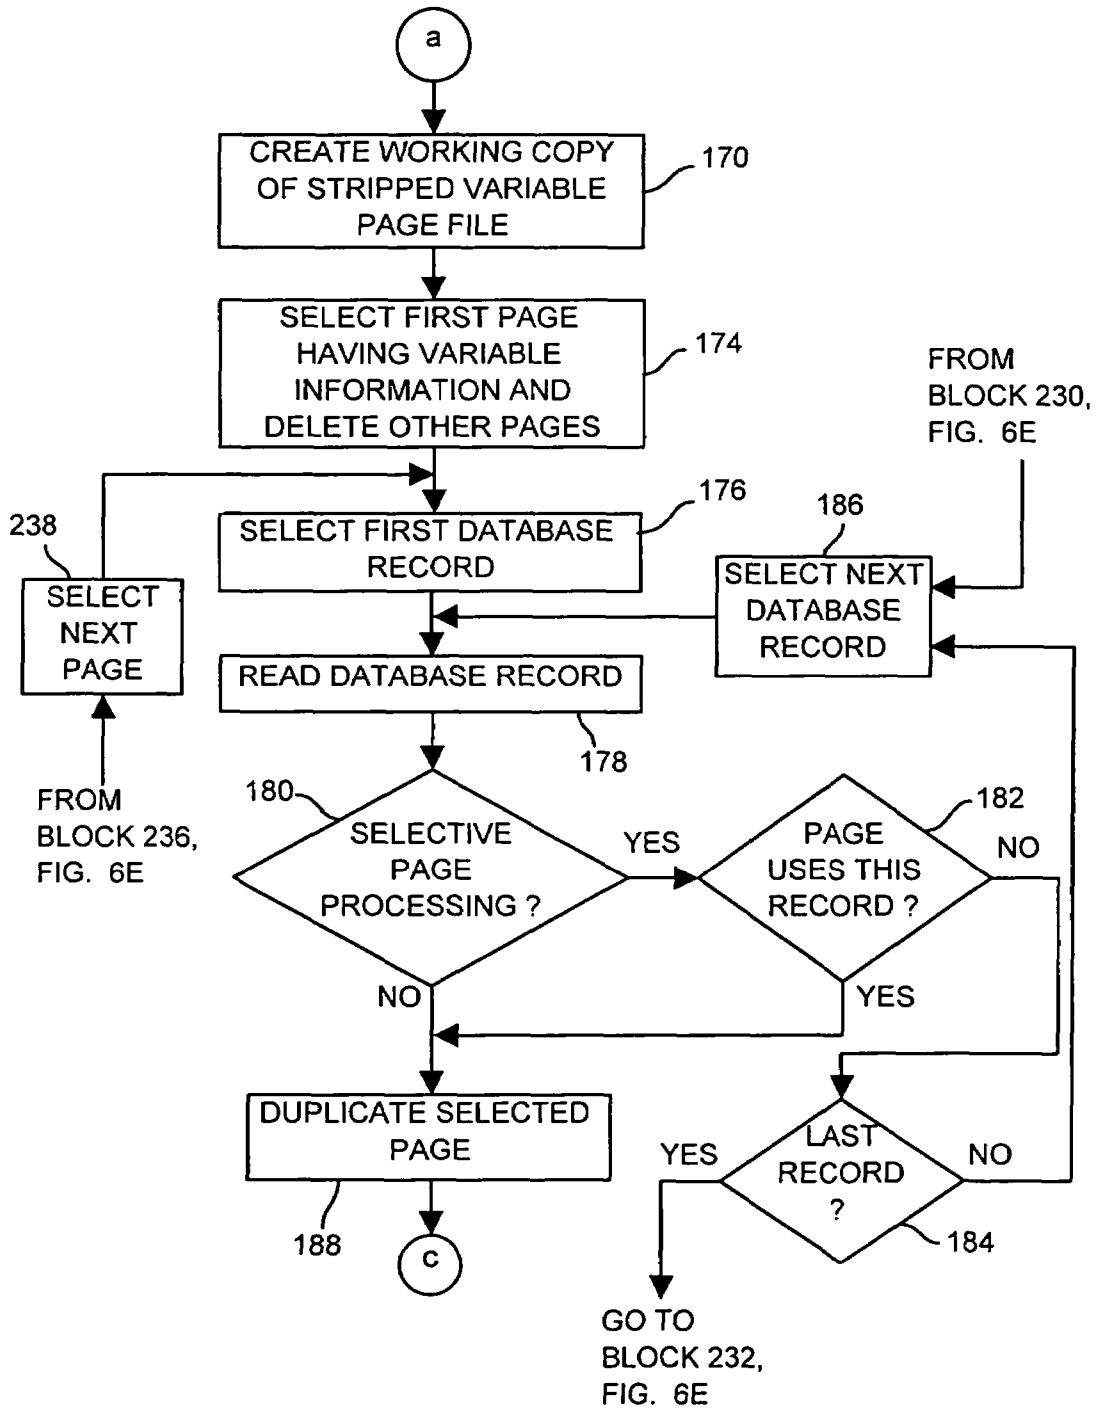 a
CREATE WORKING COPY
OF STRIPPED VARIABLE
PAGE FILE
170
SELECT FIRST PAGE
HAVING VARIABLE
INFORMATION AND
DELETE OTHER PAGES
174
FROM
BLOCK 230,
FIG. 6E
238
SELECT
NEXT
PAGE
SELECT FIRST DATABASE
RECORD
176
186
SELECT NEXT
DATABASE
RECORD
READ DATABASE RECORD
178
FROM
BLOCK 236,
FIG. 6E
180
SELECTIVE
PAGE
PROCESSING ?
YES
NO
182
PAGE
USES THIS
RECORD ?
NO
YES
DUPLICATE SELECTED
PAGE
188
c
LAST
RECORD
?
YES
NO
184
GO TO
BLOCK 232,
FIG. 6E